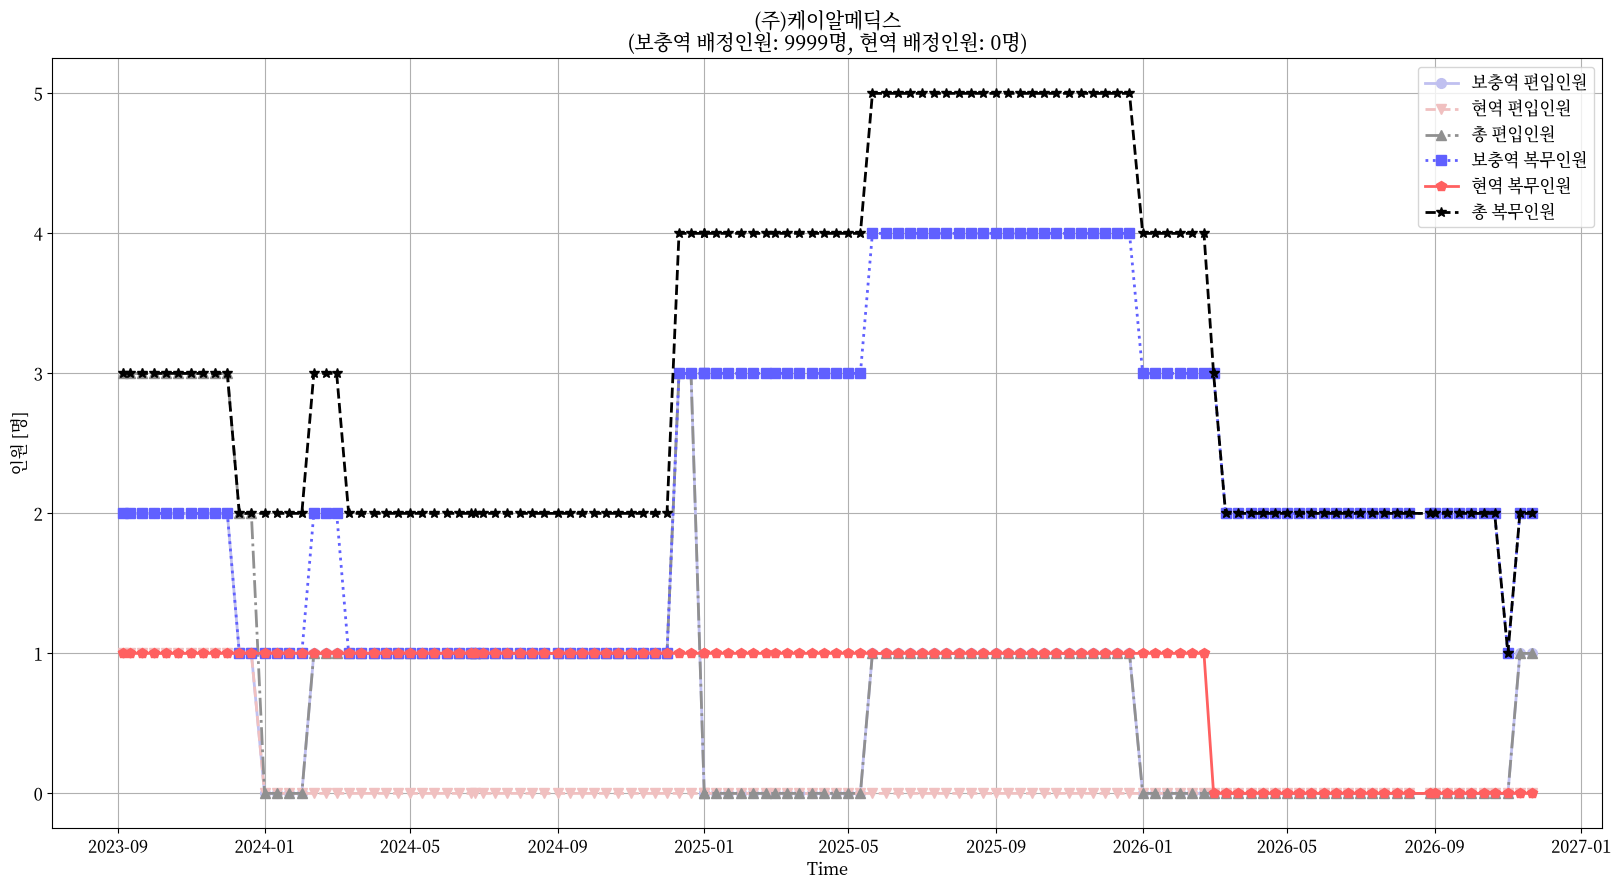 (주)케이알메딕스
(보충역 배정인원: 9999명, 현역 배정인원: 0명)
보충역 편입인원
현역 편입인원
총 편입인원
보충역 복무인원
현역 복무인원
총 복무인원
인원 [명]
5
4
3
2
1
0
2023-09
2024-01
2024-05
2024-09
2025-01
2025-05
2025-09
2026-01
2026-05
2026-09
2027-01
Time